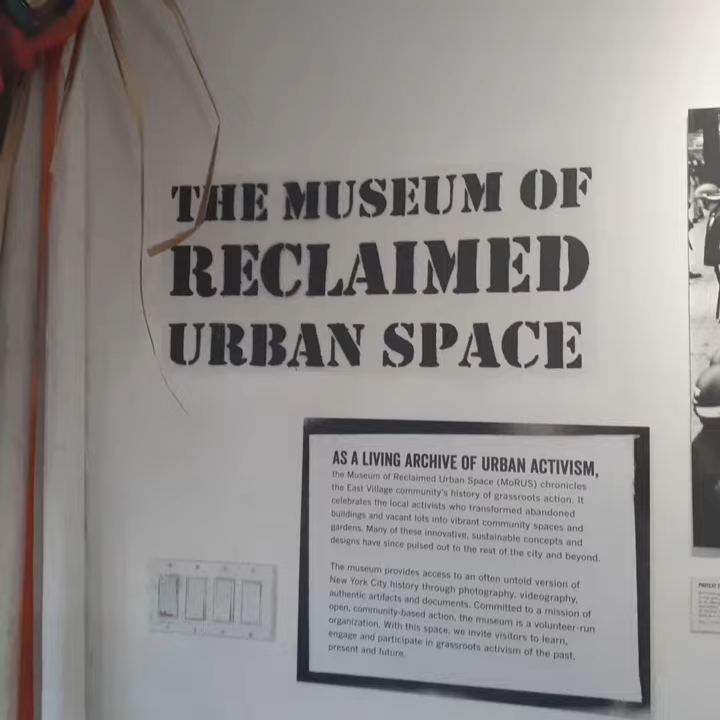 THE MUSEUM OF
RECLAIMED
URBAN SPACE
AS A LIVING ARCHIVE OF URBAN ACTIVISM,
the Museum of Reclaimed Urban Space (MoRUS) chronicles
the East Village community's history of grassroots action. It
celebrates the local activists who transformed abandoned
buildings and vacant lots into vibrant community spaces and
gardens. Many of these innovative, sustainable concepts and
designs have since pulsed out to the rest of the city and beyond.
The museum provides access to an often untold version of
New York City history through photography, videography,
authentic artifacts and documents. Committed to a mission of
open, community-based action, the museum is a volunteer-run
organization. With this space, we invite visitors to learn,
engage and participate in grassroots activism of the past,
present and future.